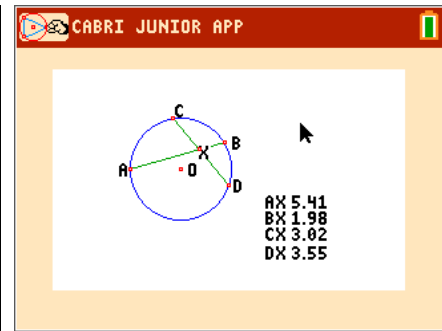 CABRI JUNIOR APP
C
B
X
A
O
D
AX 5.41
BX 1.98
CX 3.02
DX 3.55